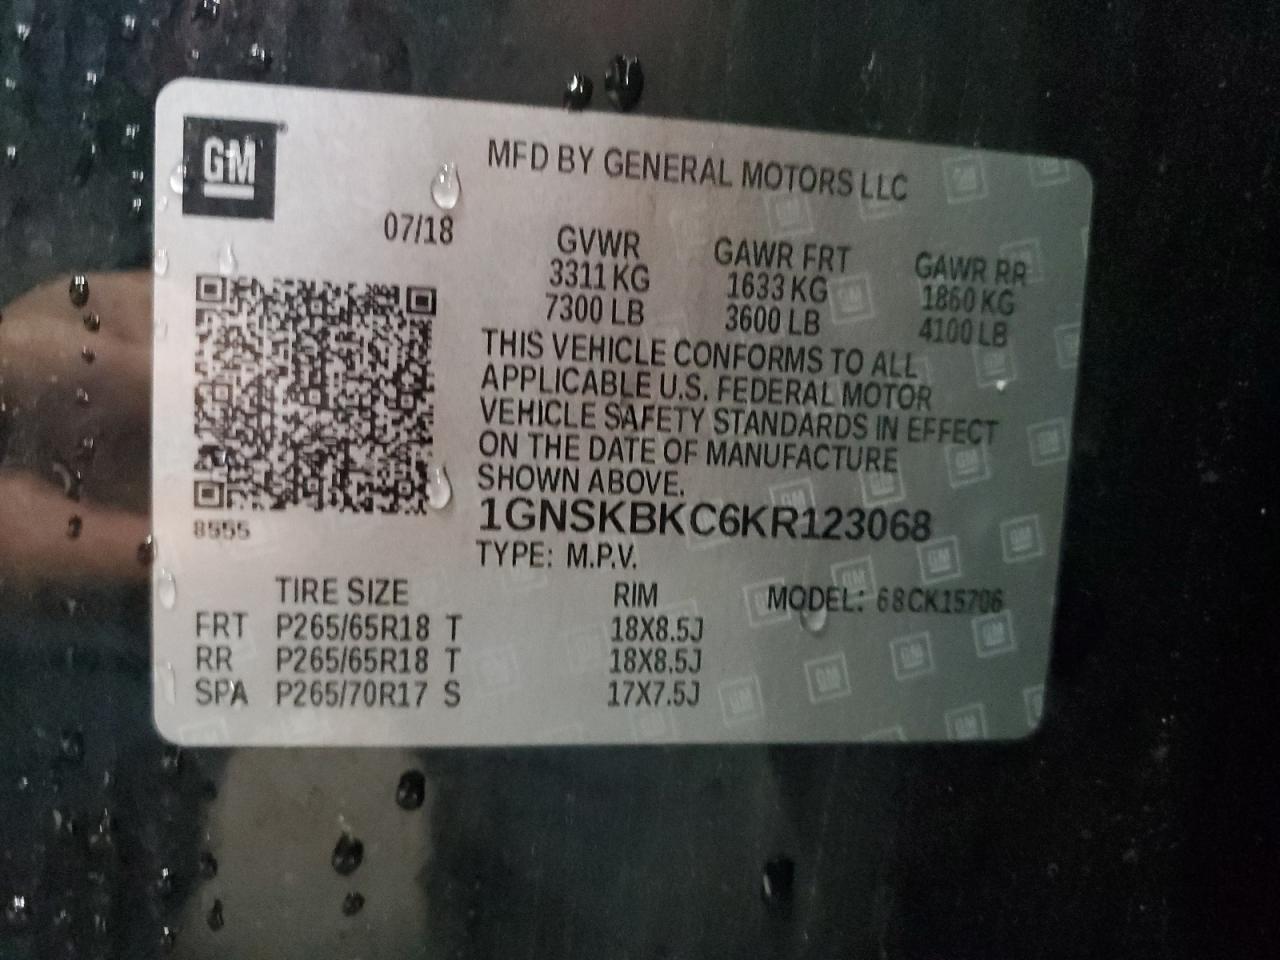 GM
MFD BY GENERAL MOTORS LLC
07/18
GVWR GAWR FRT GAWR RR
3311 KG 1633 KG 1860 KG
7300 LB 3600 LB 4100 LB
THIS VEHICLE CONFORMS TO ALL
APPLICABLE U.S. FEDERAL MOTOR
VEHICLE SAFETY STANDARDS IN EFFECT
ON THE DATE OF MANUFACTURE
SHOWN ABOVE.
1GNSKBKC6KR123068
8555
TYPE: M.P.V.
TIRE SIZE RIM MODEL: 68CK15706
FRT P265/65R18 T 18X8.5J
RR P265/65R18 T 18X8.5J
SPA P265/70R17 S 17X7.5J